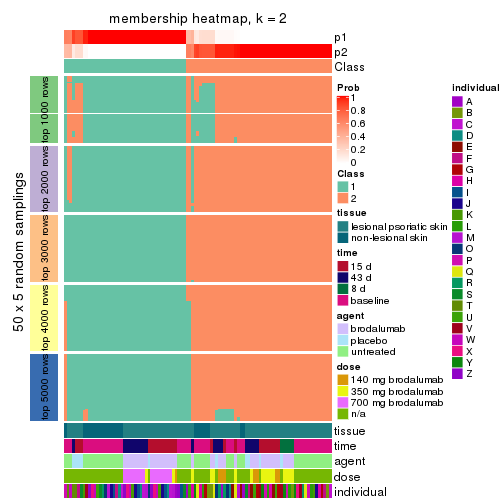 membership heatmap, k = 2
p1
p2
Class
50 x 5 random samplings
top 1000 rows
top 2000 rows
top 3000 rows
top 4000 rows
top 5000 rows
tissue
time
agent
dose
individual
Prob
1
0.8
0.6
0.4
0.2
0
Class
1
2
tissue
lesional psoriatic skin
non-lesional skin
time
15 d
43 d
8 d
baseline
agent
brodalumab
placebo
untreated
dose
140 mg brodalumab
350 mg brodalumab
700 mg brodalumab
n/a
individual
A
B
C
D
E
F
G
H
I
J
K
L
M
O
P
Q
R
S
T
U
V
W
X
Y
Z